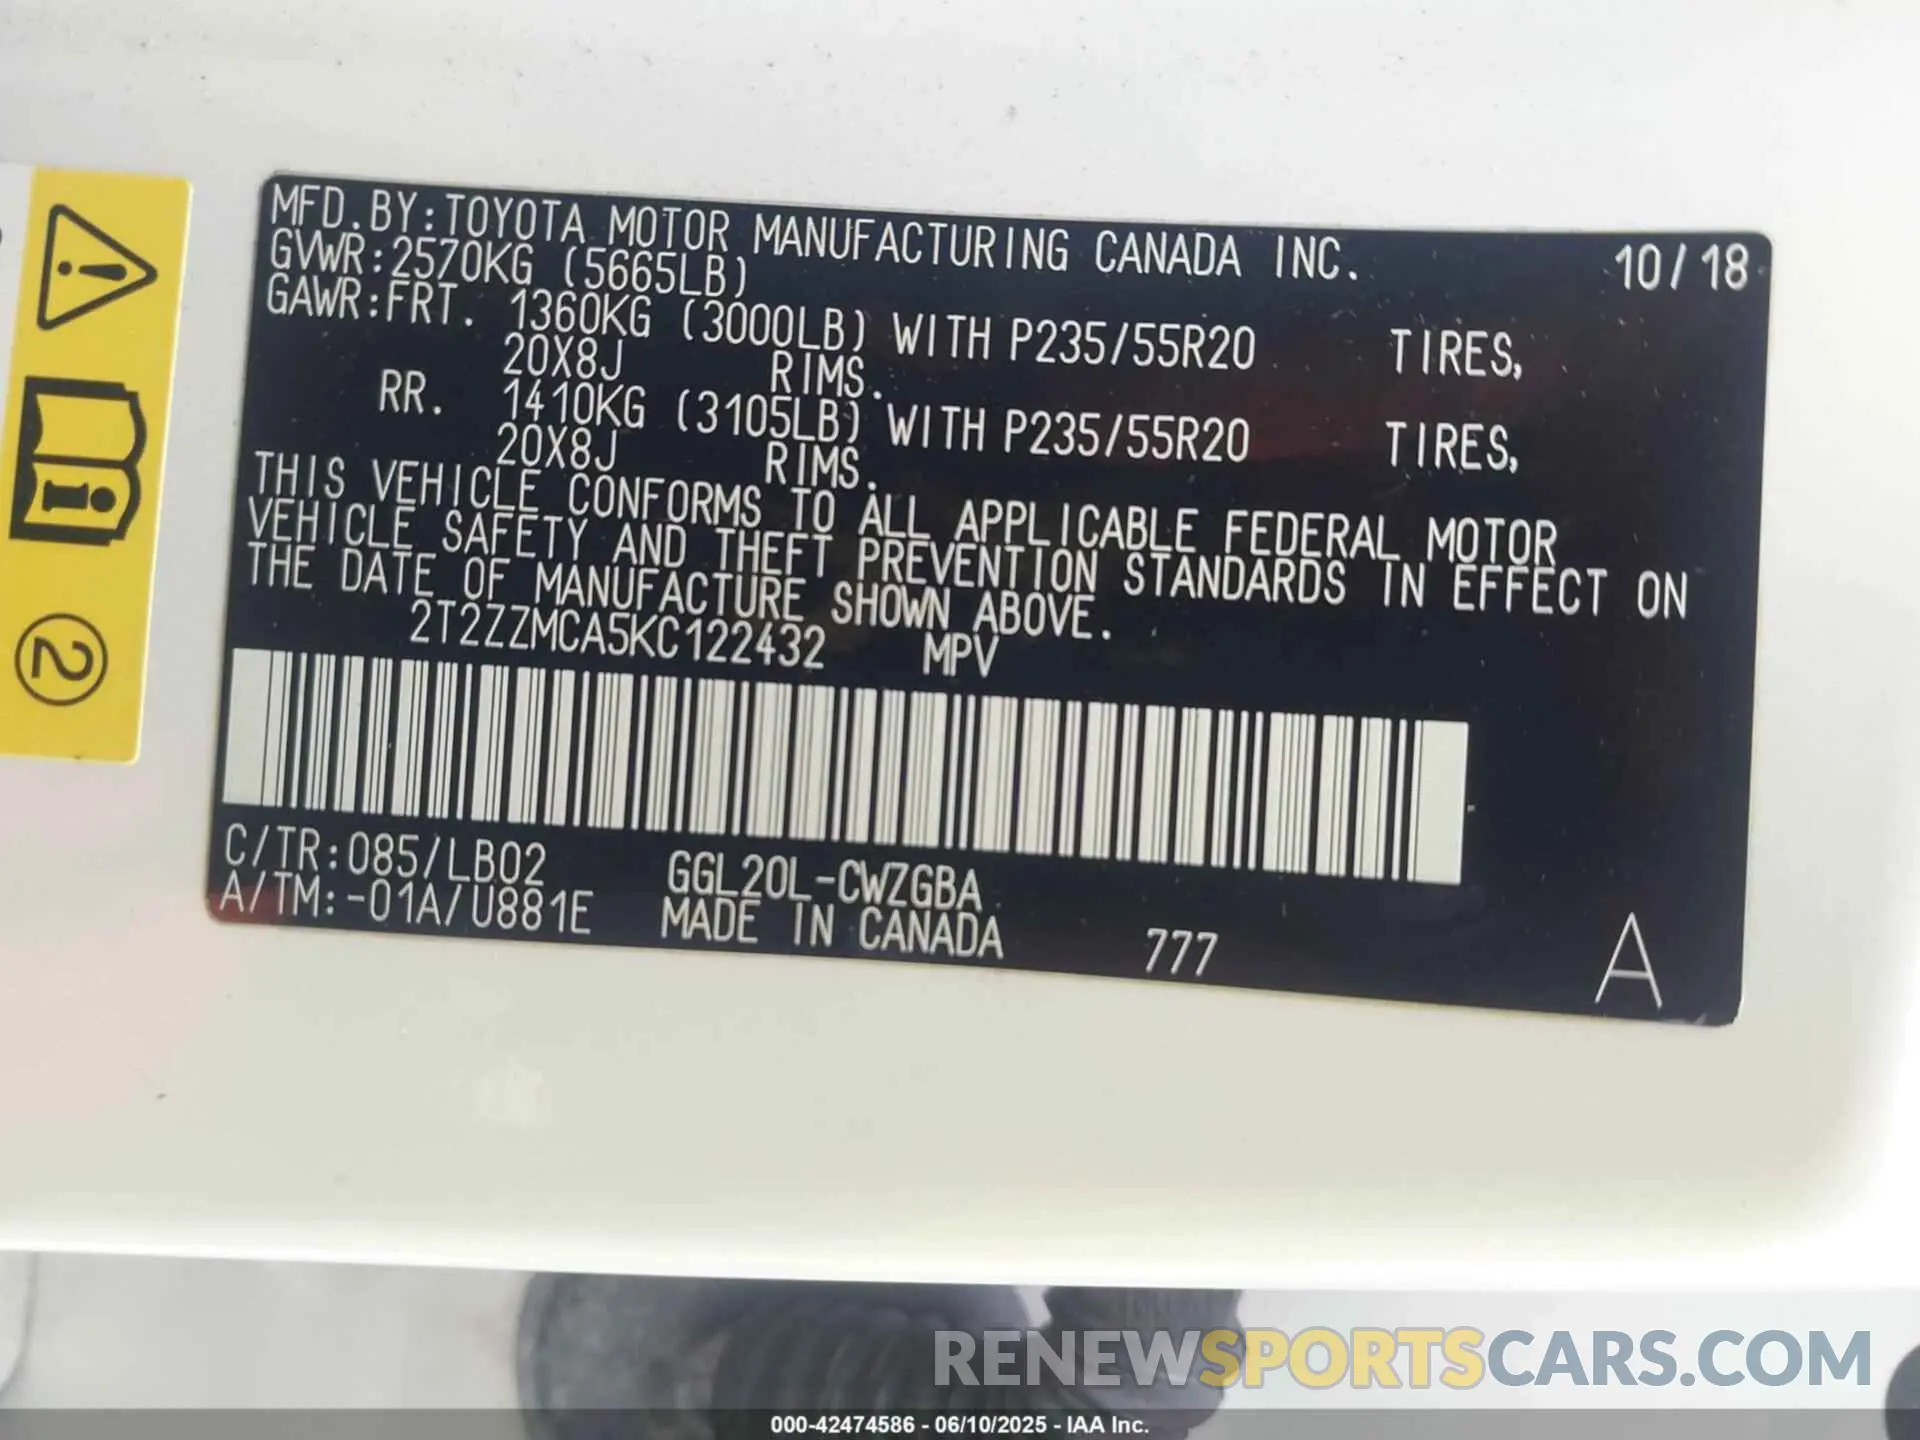 MFD.BY:TOYOTA MOTOR MANUFACTURING CANADA INC. 10/18
GVWR:2570KG (5665LB)
GAWR:FRT. 1360KG (3000LB) WITH P235/55R20 TIRES,
20X8J RIMS.
RR. 1410KG (3105LB) WITH P235/55R20 TIRES,
20X8J RIMS.
THIS VEHICLE CONFORMS TO ALL APPLICABLE FEDERAL MOTOR
VEHICLE SAFETY AND THEFT PREVENTION STANDARDS IN EFFECT ON
THE DATE OF MANUFACTURE SHOWN ABOVE.
2T2ZZMCA5KC122432 MPV
C/TR:085/LB02 GGL20L-CWZGBA
A/TM:-01A/U881E MADE IN CANADA 777 A
2
RENEWSPORTSCARS.COM
000-42474586 - 06/10/2025 - IAA Inc.